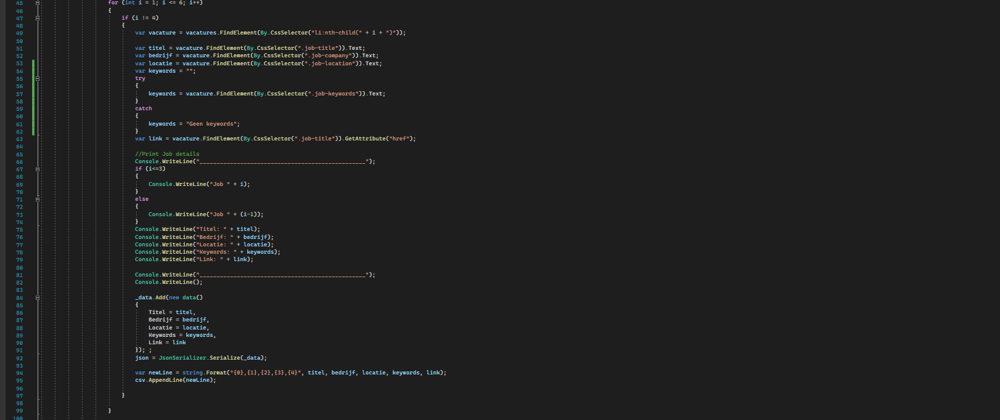 45 for (int i = 1; i <= 6; i++)
46 {
47 if (i != 4)
48 {
49 var vacature = vacatures.FindElement(By.CssSelector("li:nth-child(" + i + ")"));
50
51 var titel = vacature.FindElement(By.CssSelector(".job-title")).Text;
52 var bedrijf = vacature.FindElement(By.CssSelector(".job-company")).Text;
53 var locatie = vacature.FindElement(By.CssSelector(".job-location")).Text;
54 var keywords = "";
55 try
56 {
57 keywords = vacature.FindElement(By.CssSelector(".job-keywords")).Text;
58 }
59 catch
60 {
61 keywords = "Geen keywords";
62 }
63 var link = vacature.FindElement(By.CssSelector(".job-title")).GetAttribute("href");
64
65 //Print Job details
66 Console.WriteLine("_________________________________________________");
67 if (i<=3)
68 {
69 Console.WriteLine("Job " + i);
70 }
71 else
72 {
73 Console.WriteLine("Job " + (i-1));
74 }
75 Console.WriteLine("Titel: " + titel);
76 Console.WriteLine("Bedrijf: " + bedrijf);
77 Console.WriteLine("Locatie: " + locatie);
78 Console.WriteLine("Keywords: " + keywords);
79 Console.WriteLine("Link: " + link);
80
81 Console.WriteLine("_________________________________________________");
82 Console.WriteLine();
83
84 _data.Add(new data()
85 {
86 Titel = titel,
87 Bedrijf = bedrijf,
88 Locatie = locatie,
89 Keywords = keywords,
90 Link = link
91 }); ;
92 json = JsonSerializer.Serialize(_data);
93
94 var newLine = string.Format("{0},{1},{2},{3},{4}", titel, bedrijf, locatie, keywords, link);
95 csv.AppendLine(newLine);
96
97 }
98
99 }
100